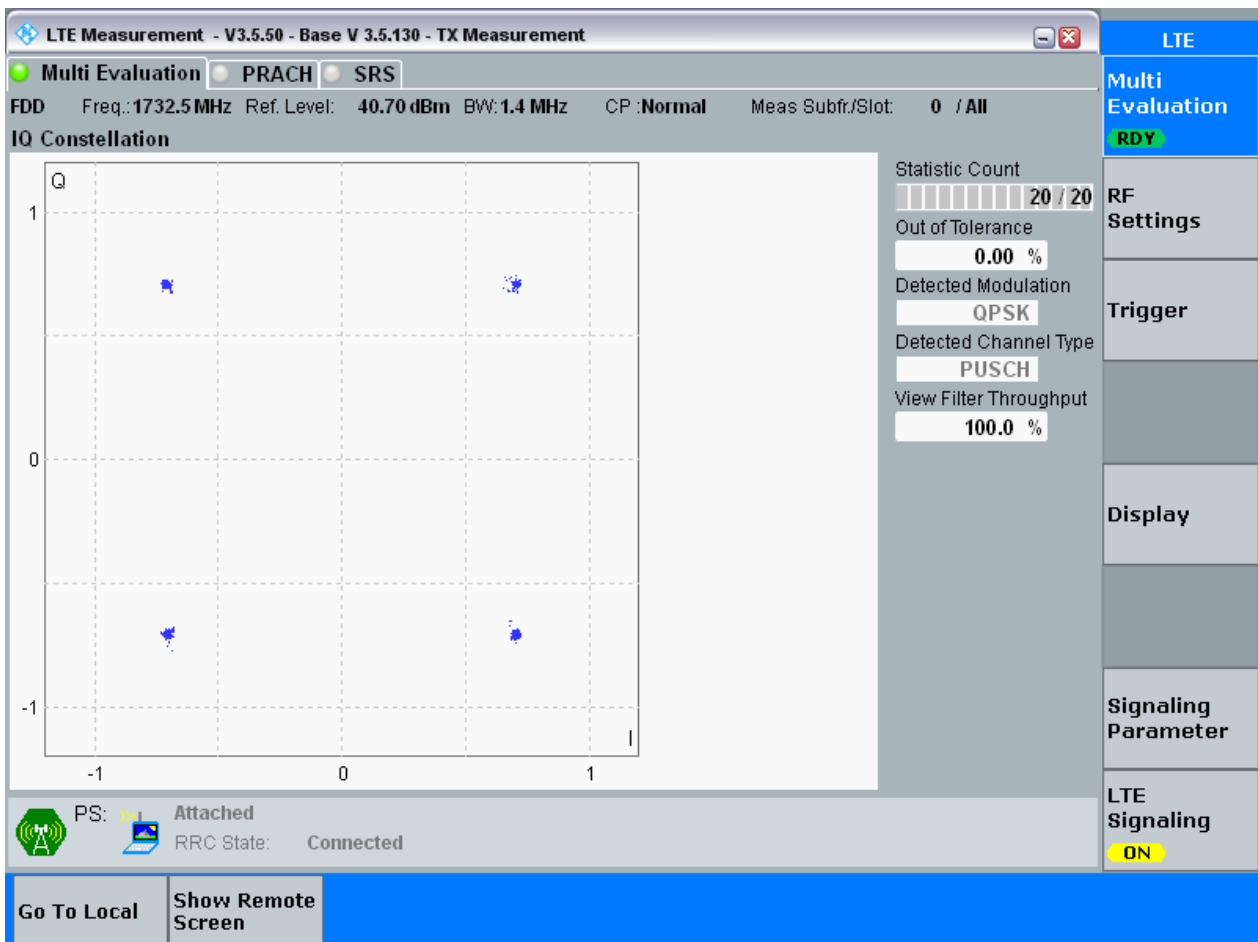 LTE Measurement - V3.5.50 - Base V 3.5.130 - TX Measurement
LTE
Multi Evaluation PRACH SRS
Multi
Evaluation
RDY
FDD Freq.: 1732.5 MHz Ref. Level: 40.70 dBm BW: 1.4 MHz CP : Normal Meas Subfr./Slot: 0 / All
IQ Constellation
Q
1
0
-1
I
-1 0 1
Statistic Count
20 / 20
Out of Tolerance
0.00 %
Detected Modulation
QPSK
Detected Channel Type
PUSCH
View Filter Throughput
100.0 %
RF
Settings
Trigger
Display
Signaling
Parameter
LTE
Signaling
ON
PS: Attached
RRC State: Connected
Go To Local
Show Remote
Screen